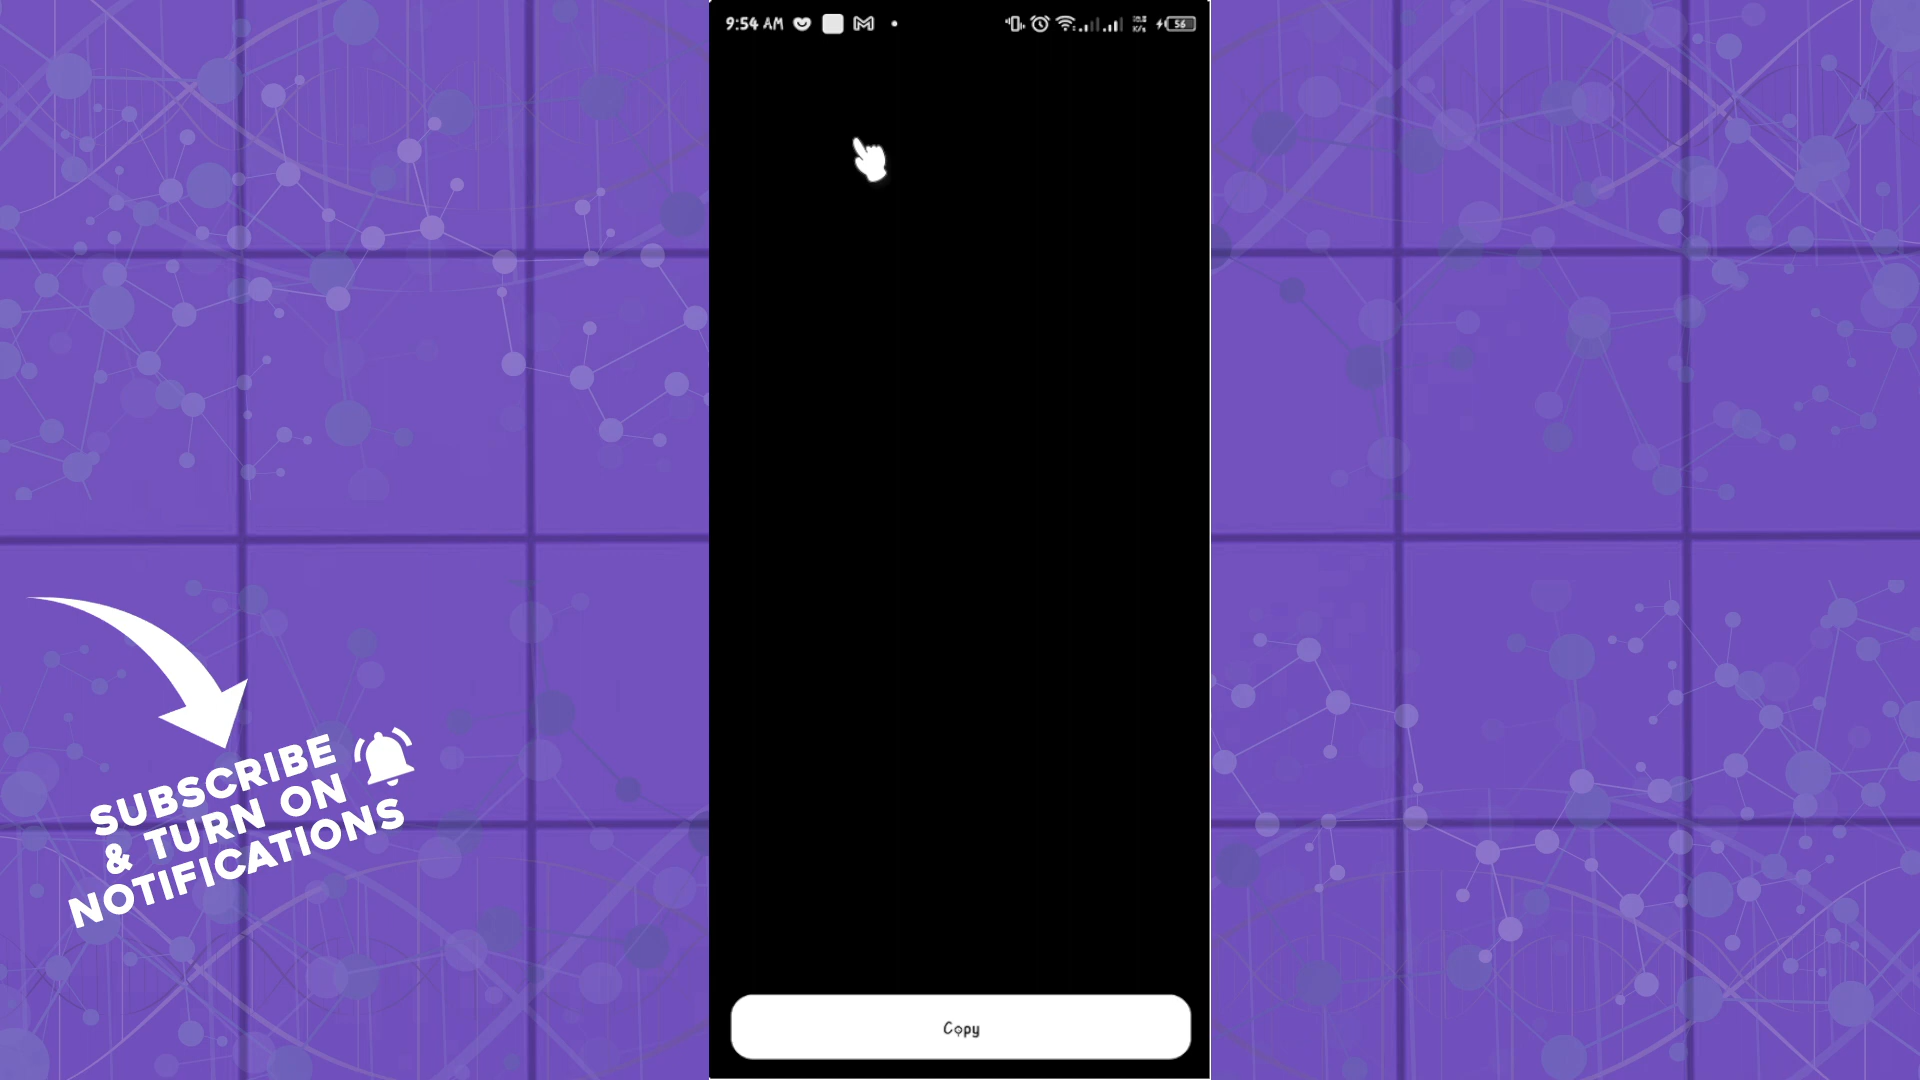 9:54 AM
56
SUBSCRIBE
& TURN ON
NOTIFICATIONS
Copy